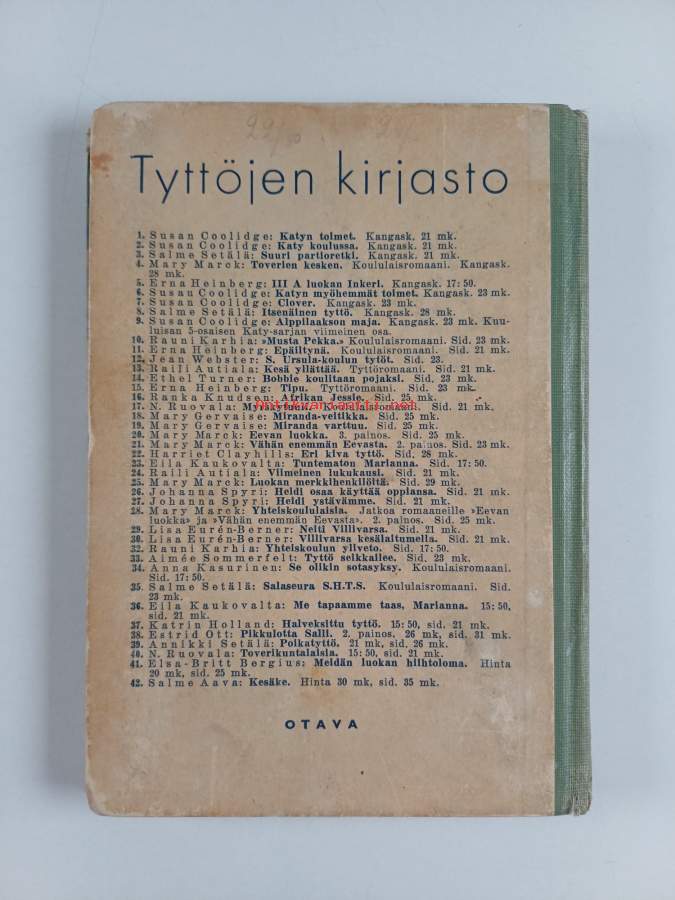 Tyttöjen kirjasto
1. Susan Coolidge: Katyn toimet. Kangask. 21 mk.
2. Susan Coolidge: Katy koulussa. Kangask. 21 mk.
3. Salme Setälä: Suuri partioretki. Kangask. 21 mk.
4. Mary Marck: Toverien kesken. Koululaisromaani. Kangask.
28 mk.
5. Erna Heinberg: III A luokan Inkeri. Kangask. 17:50.
6. Susan Coolidge: Katyn myöhemmät toimet. Kangask. 23 mk.
7. Susan Coolidge: Clover. Kangask. 23 mk.
8. Salme Setälä: Itsenäinen tyttö. Kangask. 28 mk.
9. Susan Coolidge: Alppilaakson maja. Kangask. 23 mk. Kuu-
luisan 5-osaisen Katy-sarjan viimeinen osa.
10. Rauni Karhia: »Musta Pekka.» Koululaisromaani. Sid. 23 mk.
11. Erna Heinberg: Epäiltynä. Koululaisromaani. Sid. 21 mk.
12. Jean Webster: S. Ursula-koulun tytöt. Sid. 23.
13. Raili Autiala: Kesä yllättää. Tyttöromaani. Sid. 21 mk.
14. Ethel Turner: Bobbie koulitaan pojaksi. Sid. 23 mk.
15. Erna Heinberg: Tipu. Tyttöromaani. Sid. 23 mk.
16. Ranka Knudsen: Afrikan Jessie. Sid. 25 mk.
17. N. Ruovala: Koululaisromaani. Sid. 21 mk.
18. Mary Gervaise: Miranda-veitikka. Sid. 25 mk.
19. Mary Gervaise: Miranda varttuu. Sid. 25 mk.
20. Mary Marck: Eevan luokka. 3. painos. Sid. 25 mk.
21. Mary Marck: Vähän enemmän Eevasta. 2. painos. Sid. 23 mk.
22. Harriet Clayhills: Eri kiva tyttö. Sid. 28 mk.
23. Eila Kaukovalta: Tuntematon Marianna. Sid. 17:50.
24. Raili Autiala: Viimeinen lukukausi. Sid. 21 mk.
25. Mary Marck: Luokan merkkihenkilöitä. Sid. 29 mk.
26. Johanna Spyri: Heidi osaa käyttää oppiansa. Sid. 21 mk.
27. Johanna Spyri: Heidi ystävämme. Sid. 21 mk.
28. Mary Marck: Yhteiskoululaisia. Jatkoa romaaneille »Eevan
luokka» ja »Vähän enemmän Eevasta». 2. painos. Sid. 25 mk.
29. Lisa Eurén-Berner: Neiti Villivarsa. Sid. 21 mk.
30. Lisa Eurén-Berner: Villivarsa kesälaitumella. Sid. 21 mk.
32. Rauni Karhia: Yhteiskoulun yliveto. Sid. 17:50.
33. Aimée Sommerfelt: Tyttö seikkailee. Sid. 23 mk.
34. Anna Kasurinen: Se olikin sotasyksy. Koululaisromaani.
Sid. 17:50.
35. Salme Setälä: Salaseura S.H.T.S. Koululaisromaani. Sid.
23 mk.
36. Eila Kaukovalta: Me tapaamme taas, Marianna. 15:50,
sid. 21 mk.
37. Katrin Holland: Halveksittu tyttö. 15:50, sid. 21 mk.
38. Estrid Ott: Pikkulotta Salli. 2. painos. 26 mk, sid. 31 mk.
39. Annikki Setälä: Poikatyttö. 21 mk, sid. 26 mk.
40. N. Ruovala: Toverikuntalaisia. 15:50, sid. 21 mk.
41. Elsa-Britt Bergius: Meidän luokan hiihtoloma. Hinta
20 mk, sid. 25 mk.
42. Salme Aava: Kesäke. Hinta 30 mk, sid. 35 mk.
OTAVA